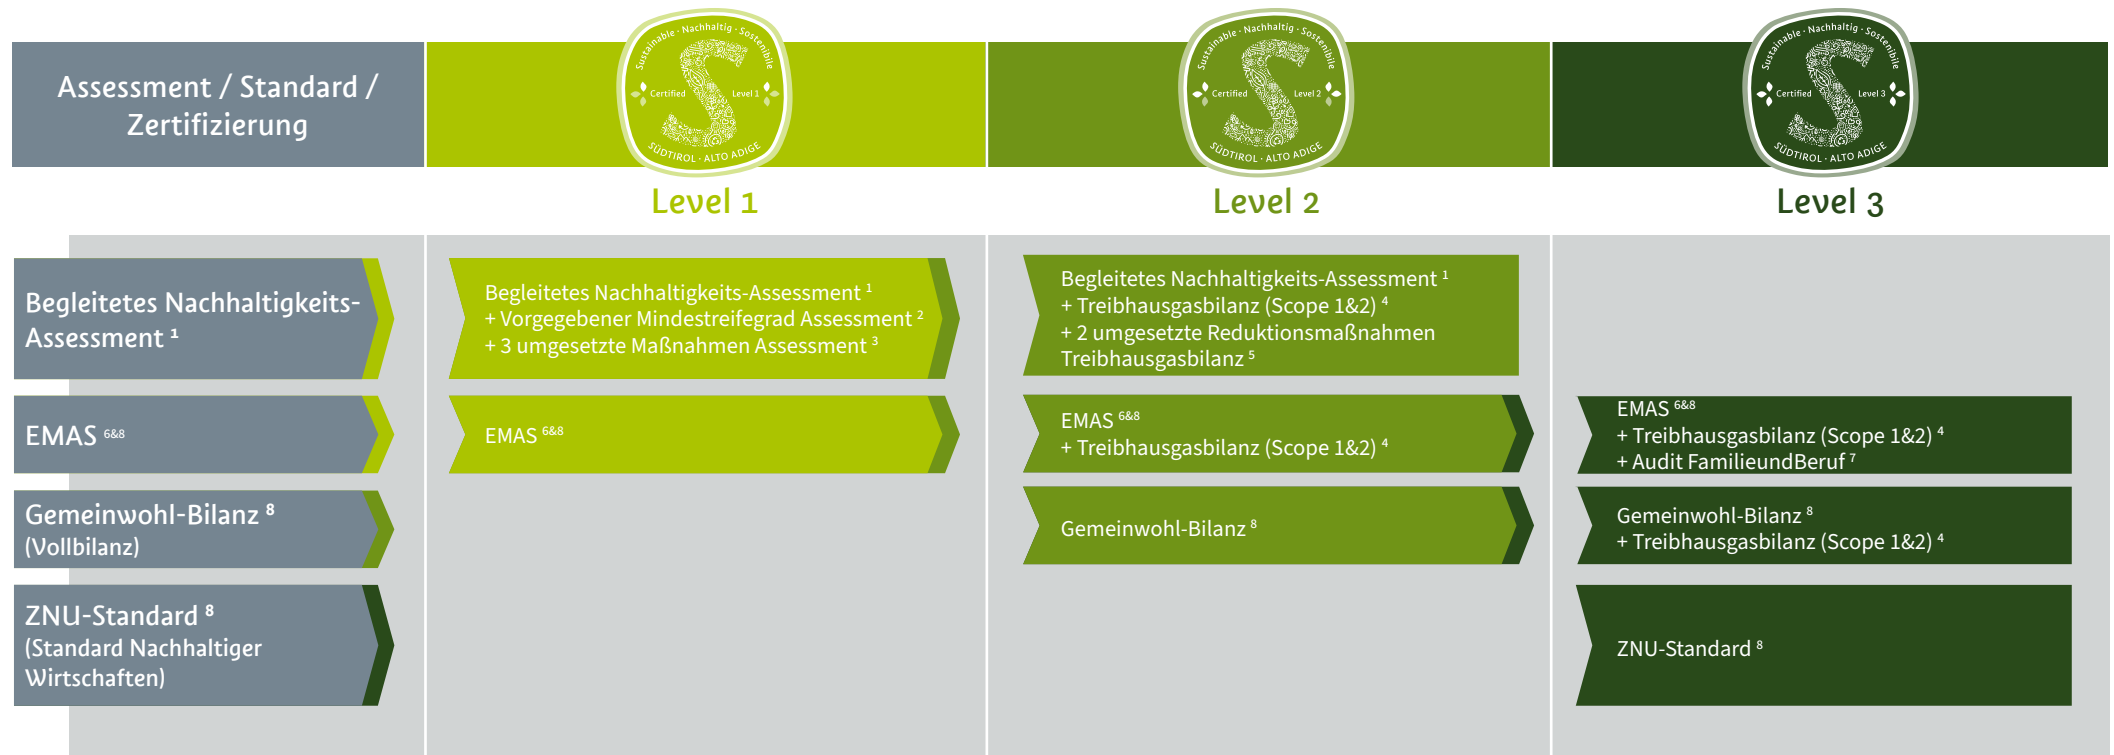 Assessment / Standard /
Zertifizierung
Sustainable · Nachhaltig · Sostenibile
Certified
Level 1
SÜDTIROL · ALTO ADIGE
Level 1
Sustainable · Nachhaltig · Sostenibile
Certified
Level 2
SÜDTIROL · ALTO ADIGE
Level 2
Sustainable · Nachhaltig · Sostenibile
Certified
Level 3
SÜDTIROL · ALTO ADIGE
Level 3
Begleitetes Nachhaltigkeits-
Assessment ¹
Begleitetes Nachhaltigkeits-Assessment ¹
+ Vorgegebener Mindestreifegrad Assessment ²
+ 3 umgesetzte Maßnahmen Assessment ³
Begleitetes Nachhaltigkeits-Assessment ¹
+ Treibhausgasbilanz (Scope 1&2) ⁴
+ 2 umgesetzte Reduktionsmaßnahmen
Treibhausgasbilanz ⁵
EMAS 6&8
EMAS 6&8
EMAS 6&8
+ Treibhausgasbilanz (Scope 1&2) ⁴
EMAS 6&8
+ Treibhausgasbilanz (Scope 1&2) ⁴
+ Audit FamilieundBeruf ⁷
Gemeinwohl-Bilanz ⁸
(Vollbilanz)
Gemeinwohl-Bilanz ⁸
Gemeinwohl-Bilanz ⁸
+ Treibhausgasbilanz (Scope 1&2) ⁴
ZNU-Standard ⁸
(Standard Nachhaltiger
Wirtschaften)
ZNU-Standard ⁸